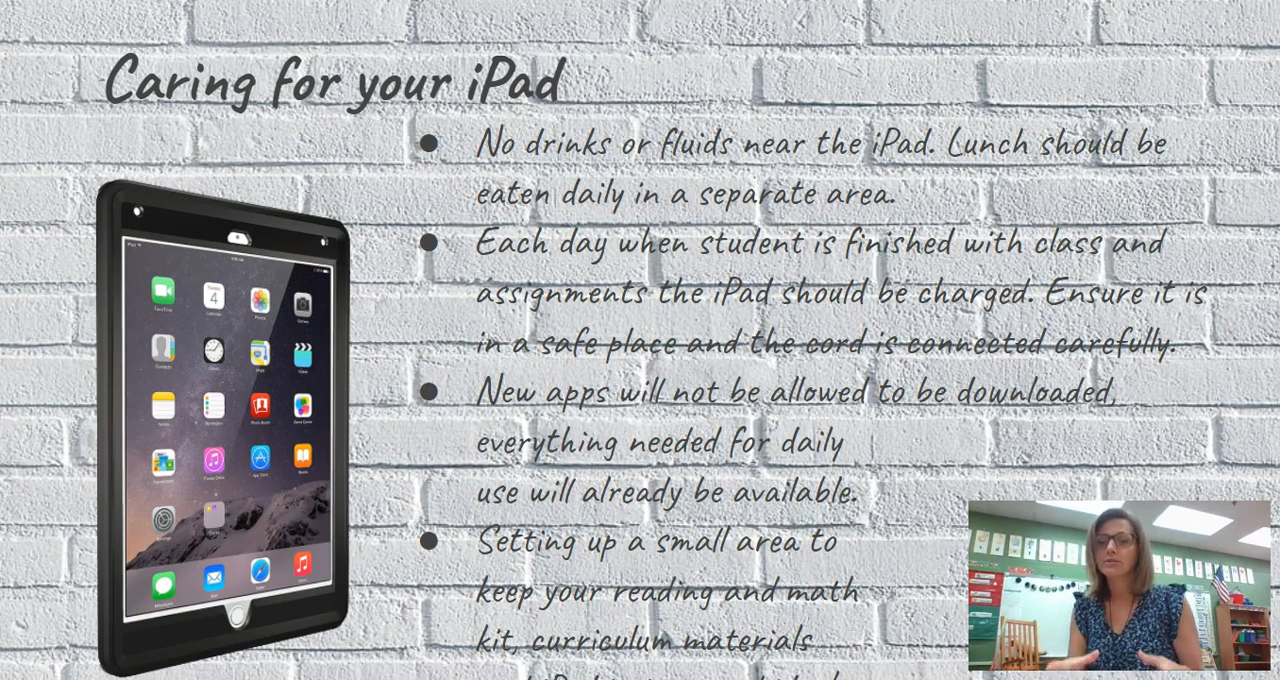 Caring for your iPad
● No drinks or fluids near the iPad. Lunch should be
eaten daily in a separate area.
● Each day when student is finished with class and
assignments the iPad should be charged. Ensure it is
in a safe place and the cord is connected carefully.
● New apps will not be allowed to be downloaded,
everything needed for daily
use will already be available.
● Setting up a small area to
keep your reading and math
kit, curriculum materials